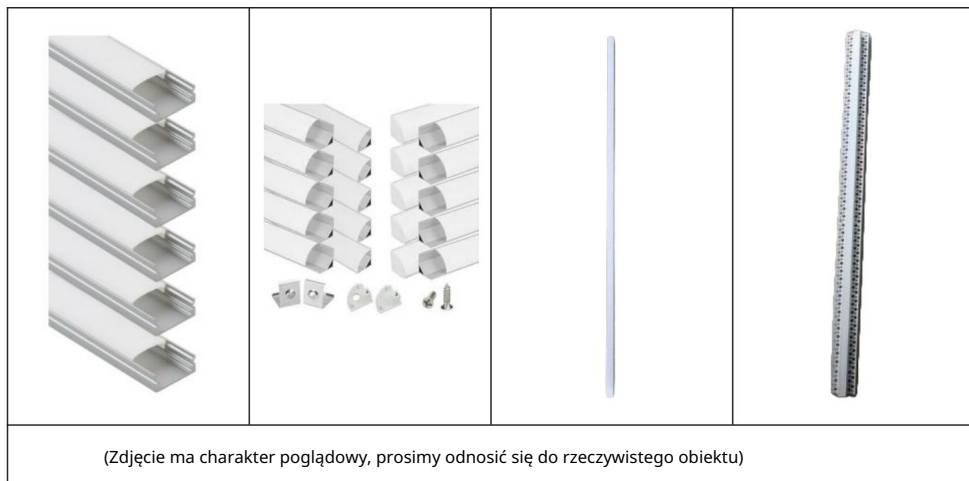 (Zdjęcie ma charakter poglądowy, prosimy odnosić się do rzeczywistego obiektu)